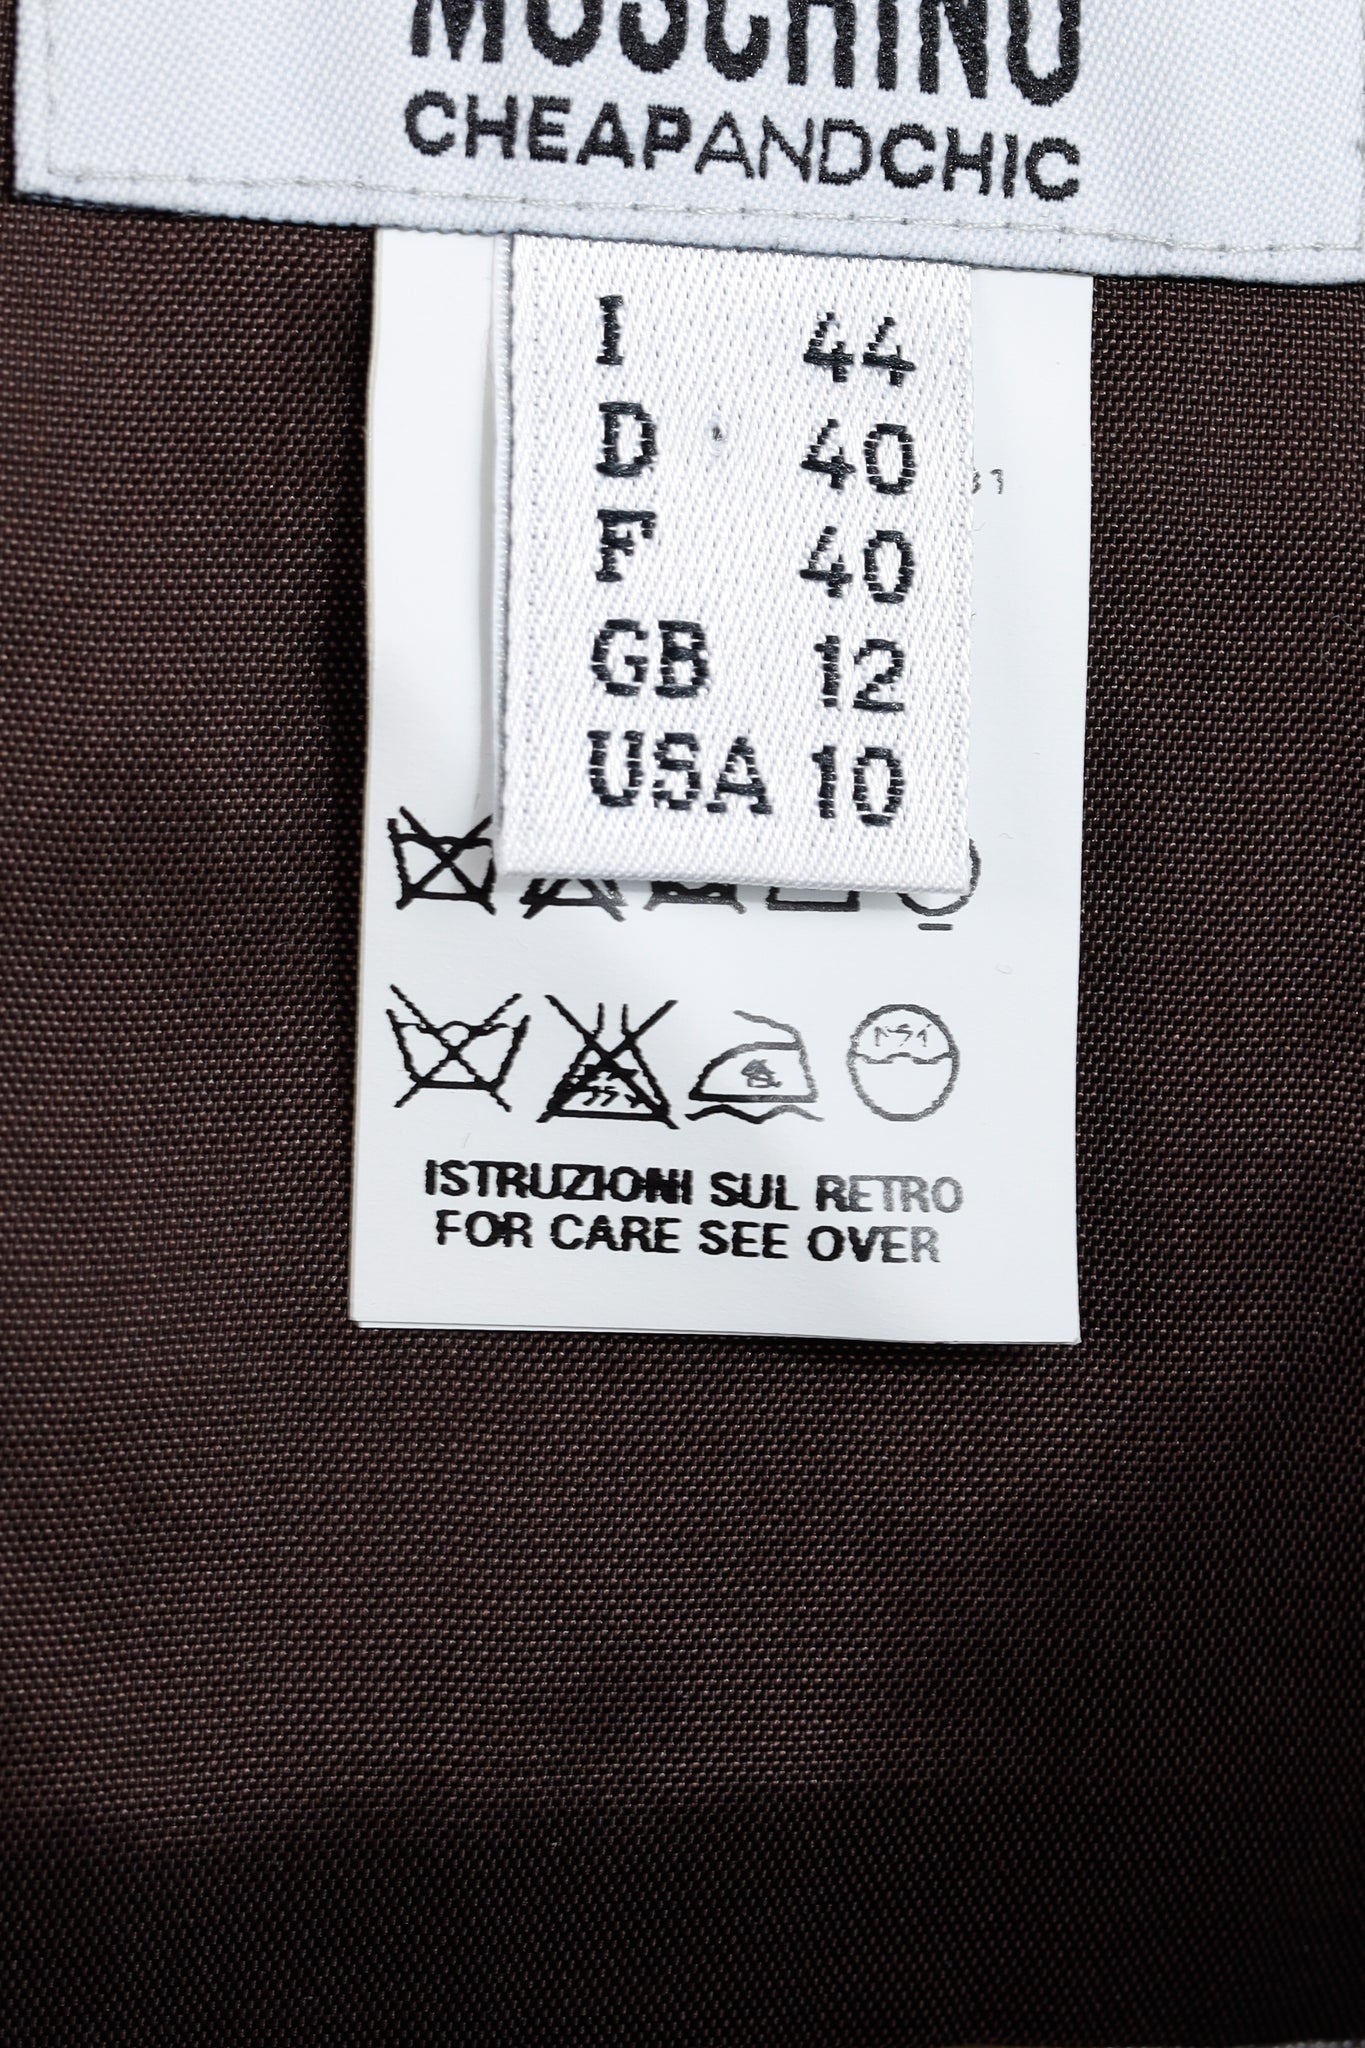 MOSCHINO
CHEAPANDCHIC
I 44
D 40
F 40
GB 12
USA 10
ISTRUZIONI SUL RETRO
FOR CARE SEE OVER